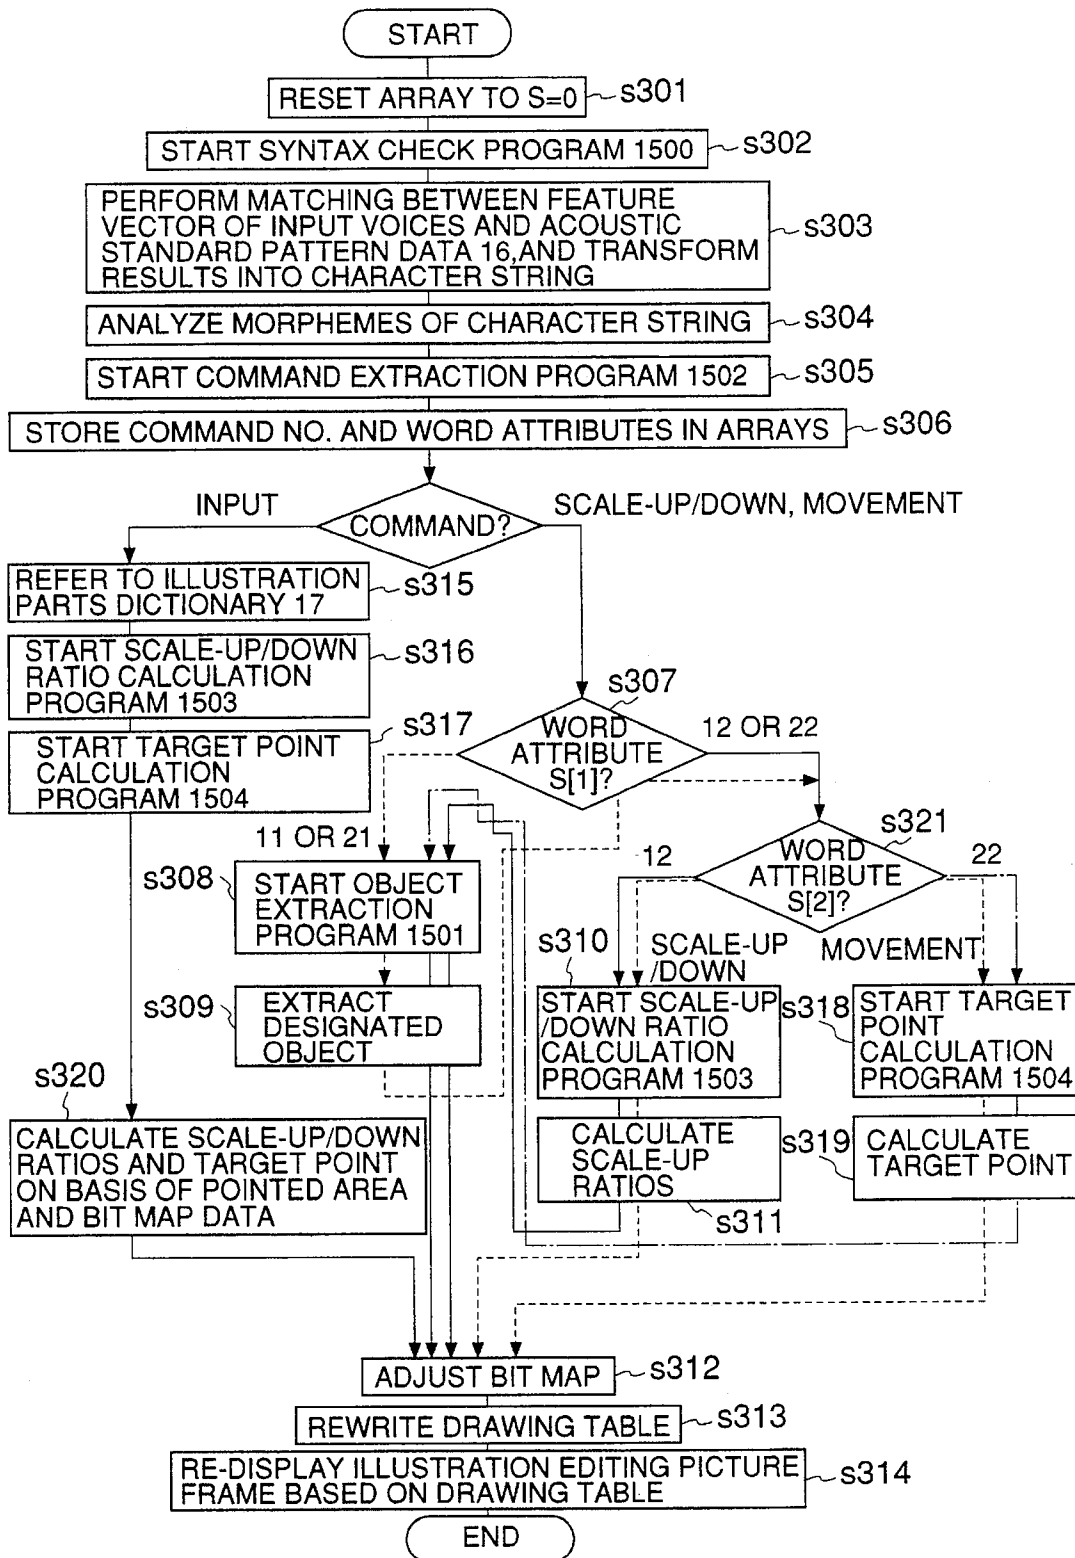 START
RESET ARRAY TO S=0
s301
START SYNTAX CHECK PROGRAM 1500
s302
PERFORM MATCHING BETWEEN FEATURE
VECTOR OF INPUT VOICES AND ACOUSTIC
STANDARD PATTERN DATA 16,AND TRANSFORM
RESULTS INTO CHARACTER STRING
s303
ANALYZE MORPHEMES OF CHARACTER STRING
s304
START COMMAND EXTRACTION PROGRAM 1502
s305
STORE COMMAND NO. AND WORD ATTRIBUTES IN ARRAYS
s306
INPUT
COMMAND?
SCALE-UP/DOWN, MOVEMENT
REFER TO ILLUSTRATION
PARTS DICTIONARY 17
s315
START SCALE-UP/DOWN
RATIO CALCULATION
PROGRAM 1503
s316
START TARGET POINT
CALCULATION
PROGRAM 1504
s317
s307
WORD
ATTRIBUTE
S[1]?
12 OR 22
11 OR 21
s321
WORD
ATTRIBUTE
S[2]?
12
22
s308
START OBJECT
EXTRACTION
PROGRAM 1501
s309
EXTRACT
DESIGNATED
OBJECT
s310
SCALE-UP
/DOWN
MOVEMENT
START SCALE-UP
/DOWN RATIO
CALCULATION
PROGRAM 1503
s318
START TARGET
POINT
CALCULATION
PROGRAM 1504
s320
CALCULATE SCALE-UP/DOWN
RATIOS AND TARGET POINT
ON BASIS OF POINTED AREA
AND BIT MAP DATA
CALCULATE
SCALE-UP
RATIOS
s311
s319
CALCULATE
TARGET POINT
ADJUST BIT MAP
s312
REWRITE DRAWING TABLE
s313
RE-DISPLAY ILLUSTRATION EDITING PICTURE
FRAME BASED ON DRAWING TABLE
s314
END